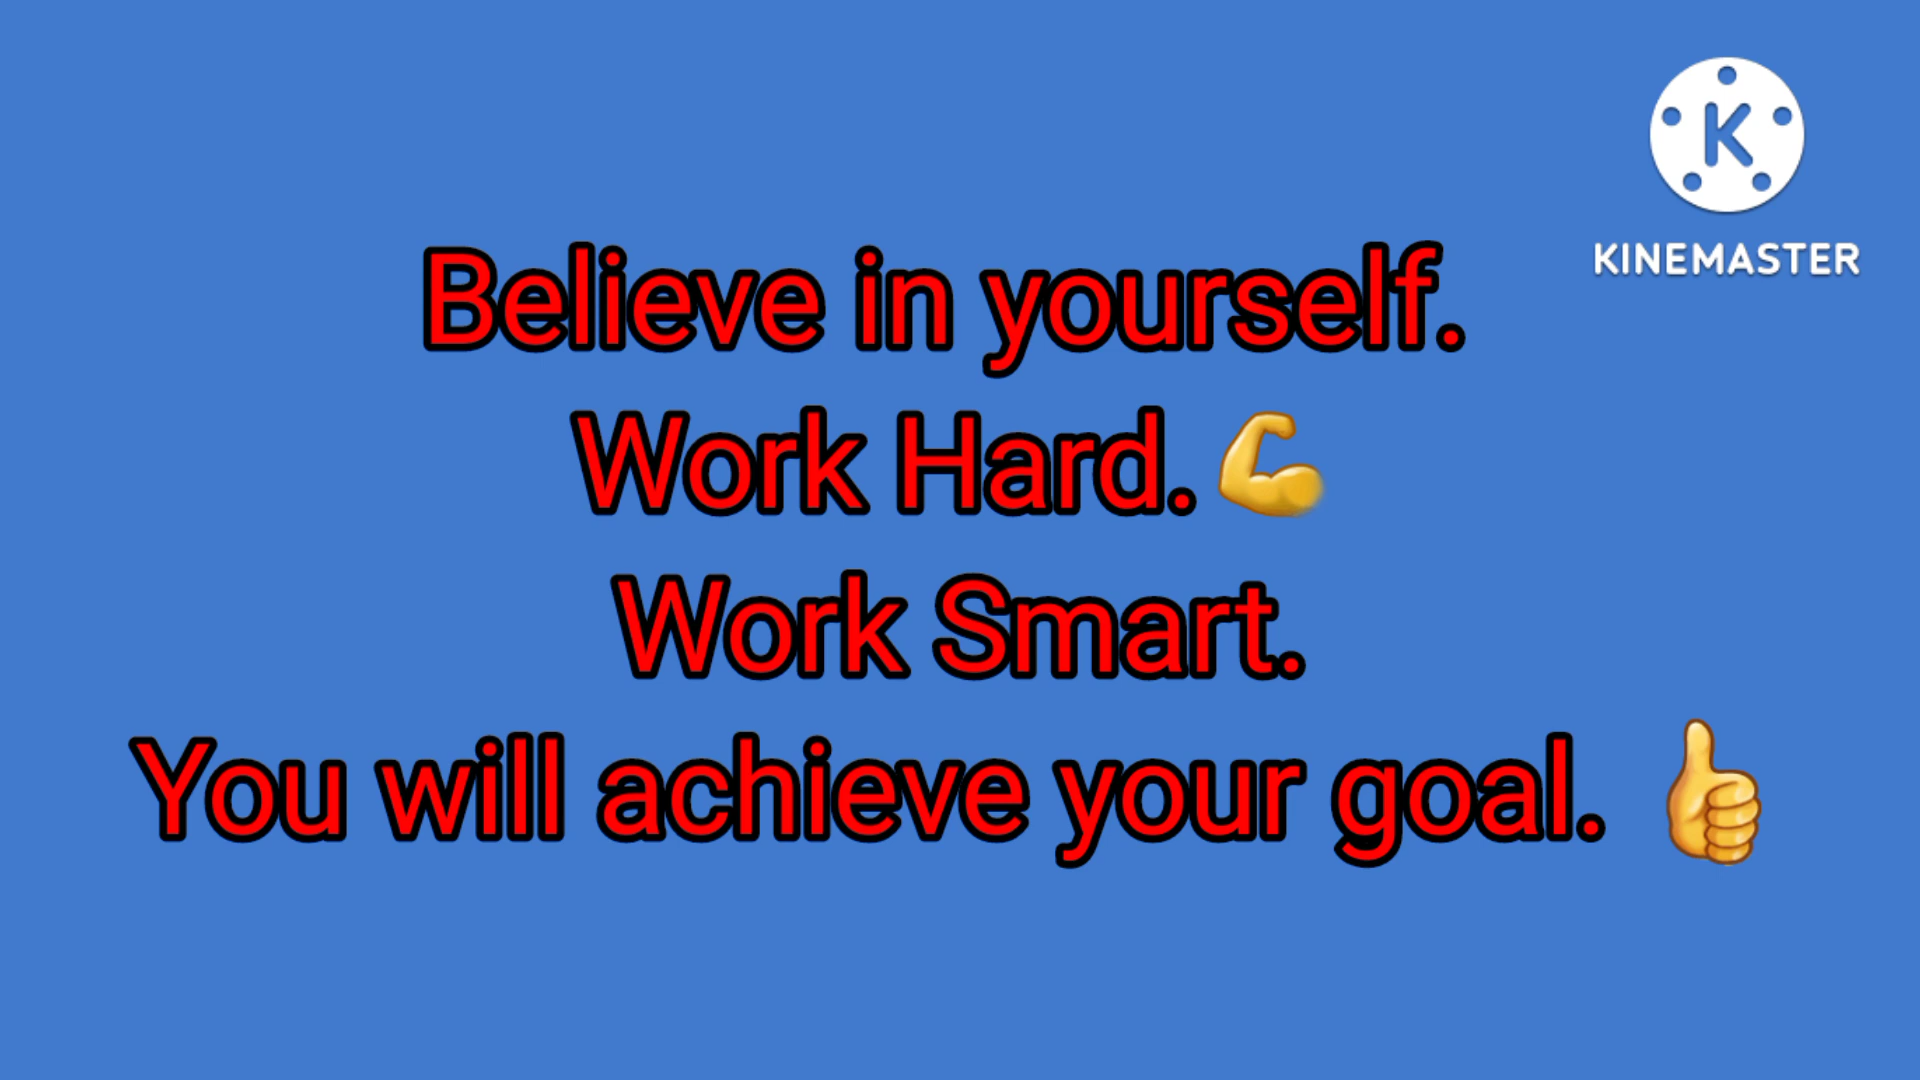 K
KINEMASTER
Believe in yourself.
Work Hard.💪
Work Smart.
You will achieve your goal. 👍